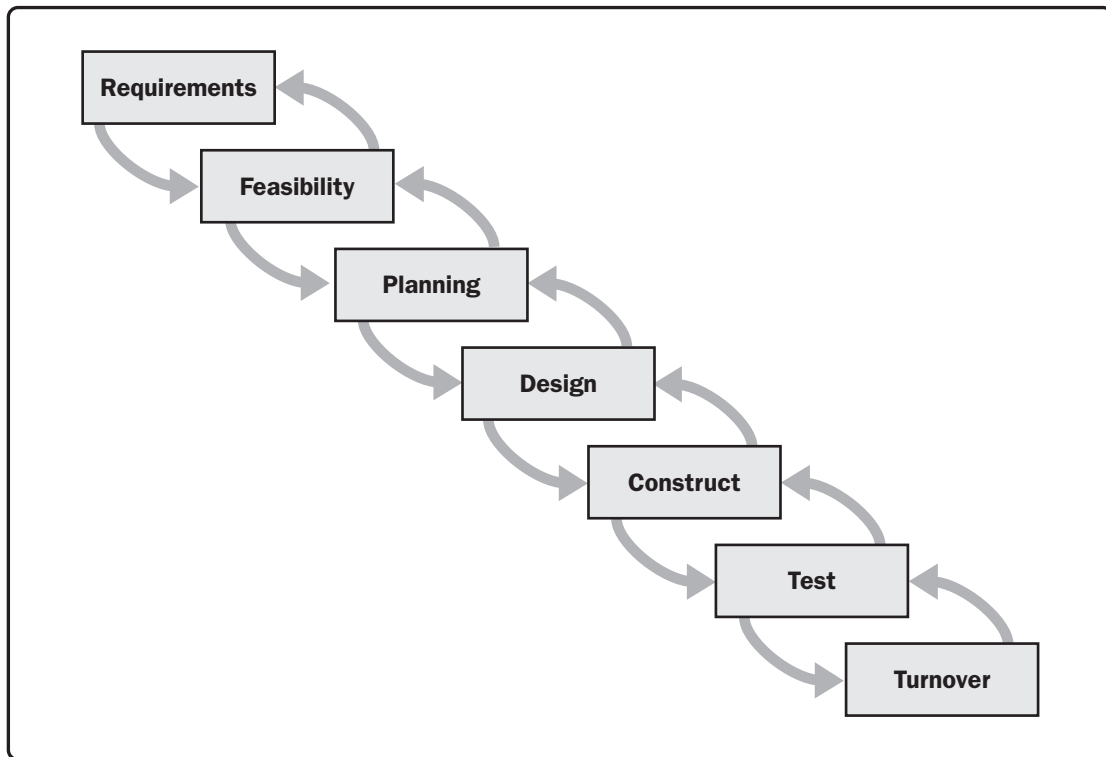 Requirements
Feasibility
Planning
Design
Construct
Test
Turnover